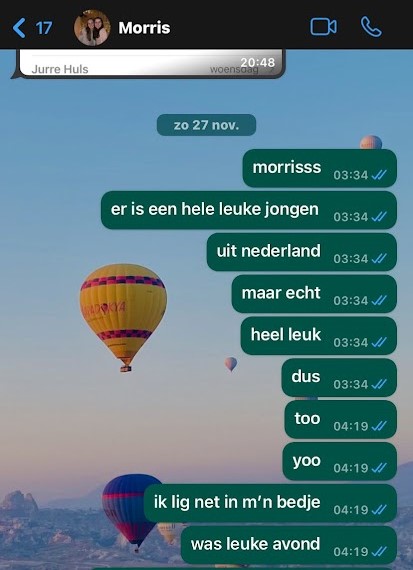 17 Morris
20:48
Jurre Huls woensdag
zo 27 nov.
morrisss 03:34
er is een hele leuke jongen 03:34
uit nederland 03:34
maar echt 03:34
heel leuk 03:34
dus 03:34
too 04:19
yoo 04:19
ik lig net in m'n bedje 04:19
was leuke avond 04:19